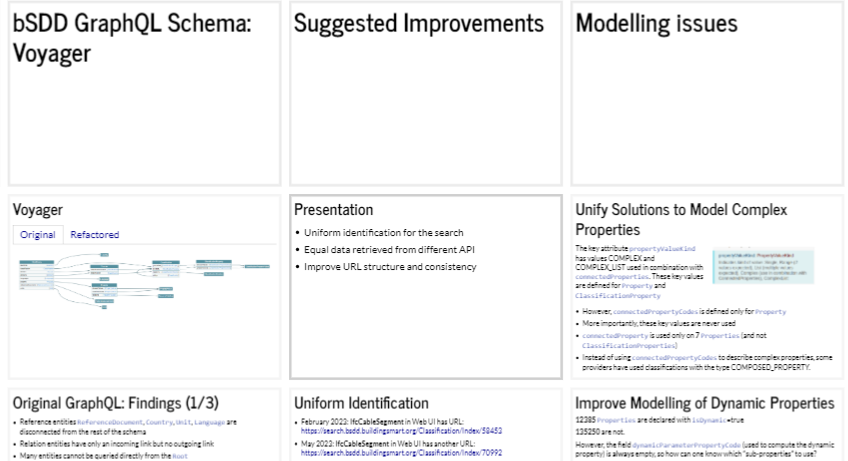 bSDD GraphQL Schema:
Voyager
Suggested Improvements
Modelling issues
Voyager
Original
Refactored
Presentation
• Uniform identification for the search
• Equal data retrieved from different API
• Improve URL structure and consistency
Unify Solutions to Model Complex
Properties
The key attribute propertyValueKind
has values COMPLEX and
COMPLEX_LIST used in combination with
connectedProperties. These key values
are defined for Property and
ClassificationProperty
• However, connectedPropertyCodes is defined only for Property
• More importantly, these key values are never used
• connectedProperty is used only on 7 Properties (and not
ClassificationProperties)
• Instead of using connectedPropertyCodes to describe complex properties, some
providers have used classifications with the type COMPOSED_PROPERTY.
Original GraphQL: Findings (1/3)
• Reference entities ReferenceDocument, Country, Unit, Language are
disconnected from the rest of the schema
• Relation entities have only an incoming link but no outgoing
link
• Many entities cannot be queried directly from the Root
Uniform Identification
• February 2022: IfcCableSegment in Web UI has URL:
https://search.bsdd.buildingsmart.org/Classification/Index/58453
• May 2022: IfcCableSegment in Web UI has another URL:
https://search.bsdd.buildingsmart.org/Classification/Index/70992
Improve Modelling of Dynamic Properties
12385 Properties are declared with isDynamic=true
135250 are not.
However, the field dynamicParameterPropertyCode (used to compute the dynamic
property) is always empty, so how can one know which "sub-properties" to use?